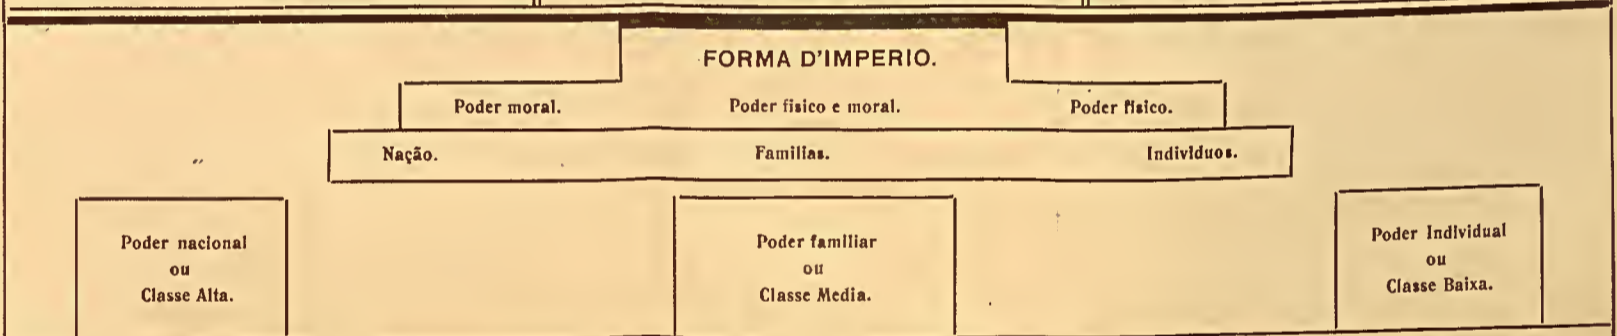 FORMA D'IMPERIO.
Poder moral. Poder fisico e moral. Poder fisico.
Nação. Familias. Individuos.
Poder nacional
ou
Classe Alta.
Poder familiar
ou
Classe Media.
Poder Individual
ou
Classe Baixa.